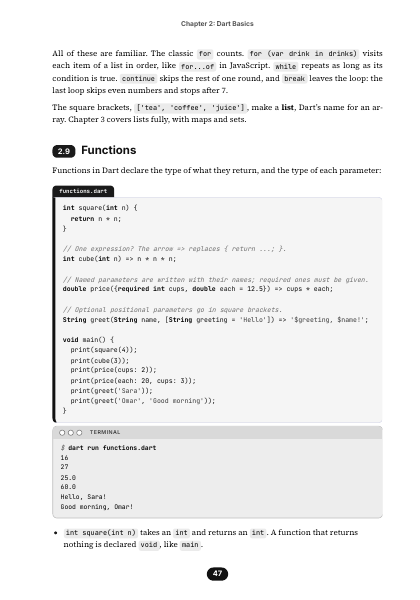 Chapter 2: Dart Basics
All of these are familiar. The classic for counts. for (var drink in drinks) visits
each item of a list in order, like for...of in JavaScript. while repeats as long as its
condition is true. continue skips the rest of one round, and break leaves the loop: the
last loop skips even numbers and stops after 7.
The square brackets, ['tea', 'coffee', 'juice'], make a list, Dart's name for an ar-
ray. Chapter 3 covers lists fully, with maps and sets.
2.9 Functions
Functions in Dart declare the type of what they return, and the type of each parameter:
functions.dart
int square(int n) {
  return n * n;
}
// One expression? The arrow => replaces { return ...; }.
int cube(int n) => n * n * n;
// Named parameters are written with their names; required ones must be given.
double price({required int cups, double each = 12.5}) => cups * each;
// Optional positional parameters go in square brackets.
String greet(String name, [String greeting = 'Hello']) => '$greeting, $name!';
void main() {
  print(square(4));
  print(cube(3));
  print(price(cups: 2));
  print(price(each: 20, cups: 3));
  print(greet('Sara'));
  print(greet('Omar', 'Good morning'));
}
TERMINAL
$ dart run functions.dart
16
27
25.0
60.0
Hello, Sara!
Good morning, Omar!
• int square(int n) takes an int and returns an int. A function that returns
nothing is declared void, like main.
47